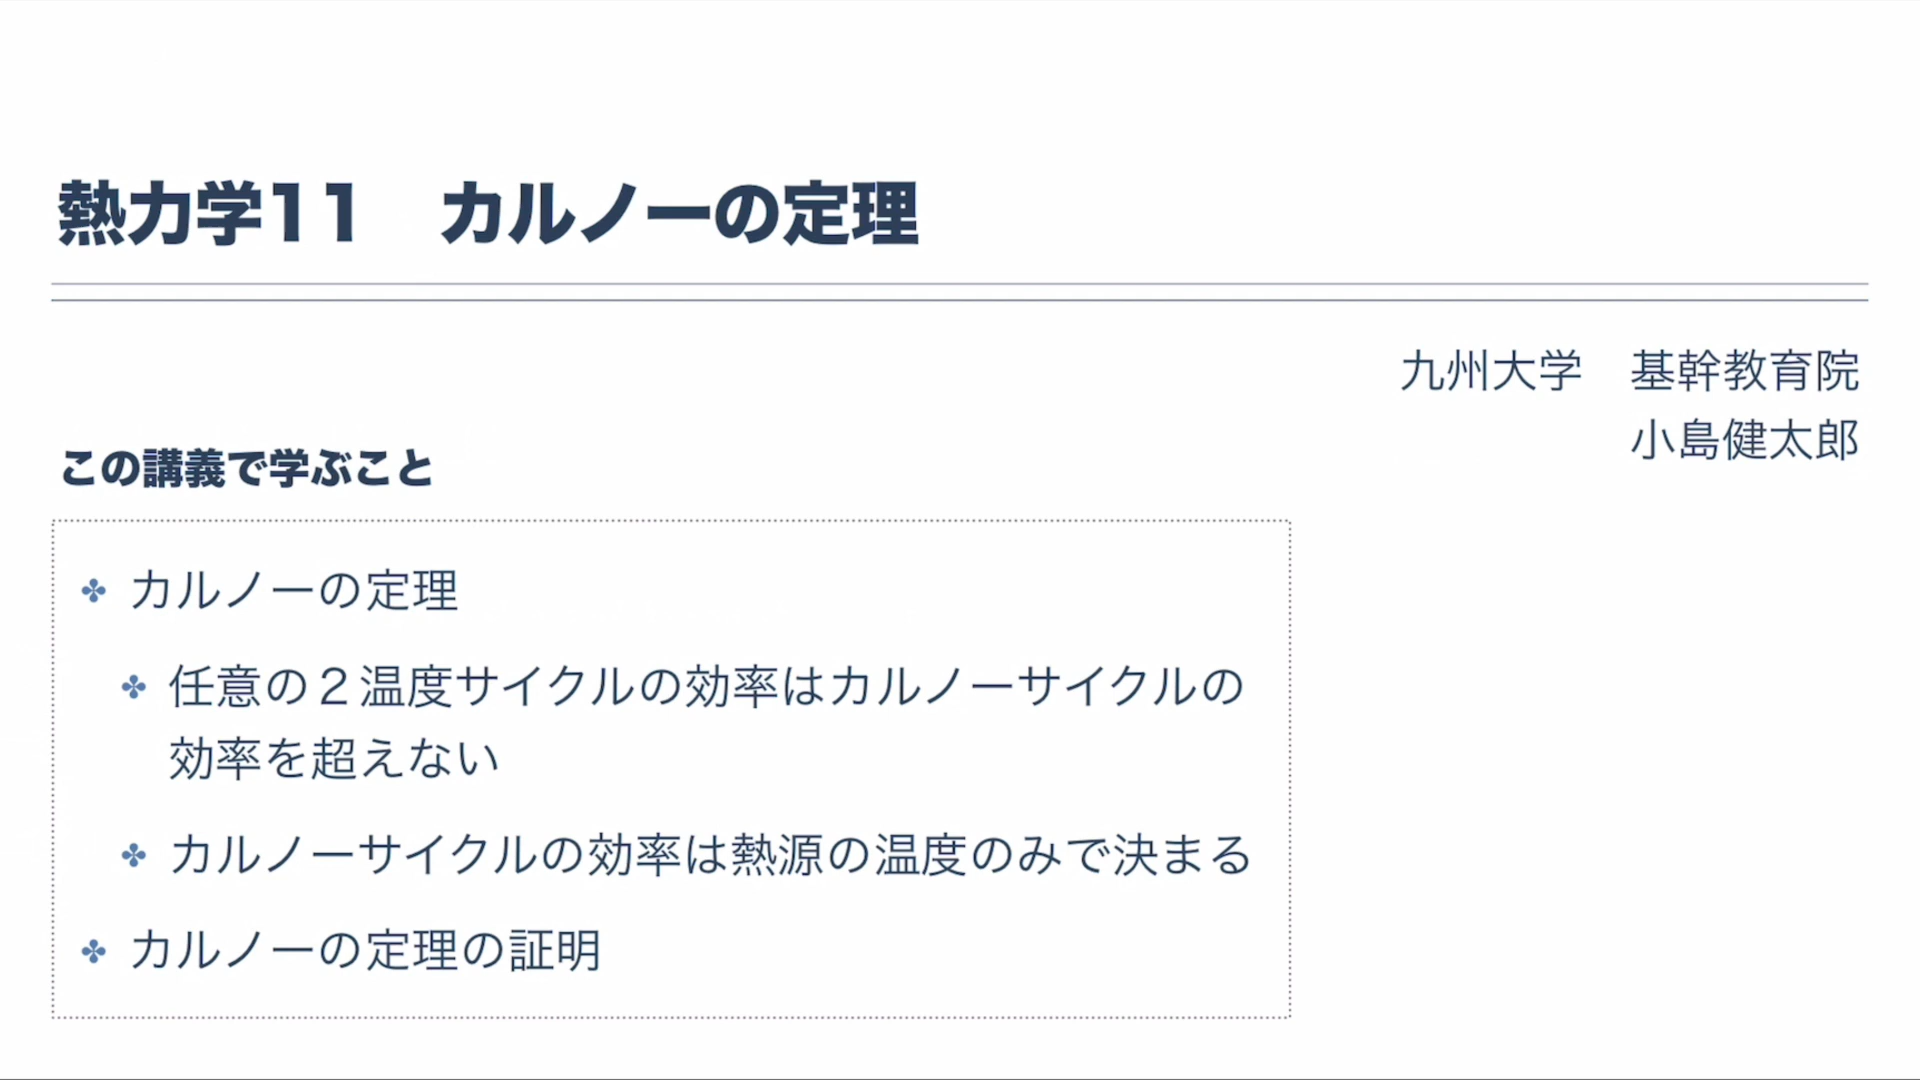 熱力学11　カルノーの定理
九州大学　基幹教育院
小島健太郎
この講義で学ぶこと
カルノーの定理
任意の２温度サイクルの効率はカルノーサイクルの
効率を超えない
カルノーサイクルの効率は熱源の温度のみで決まる
カルノーの定理の証明